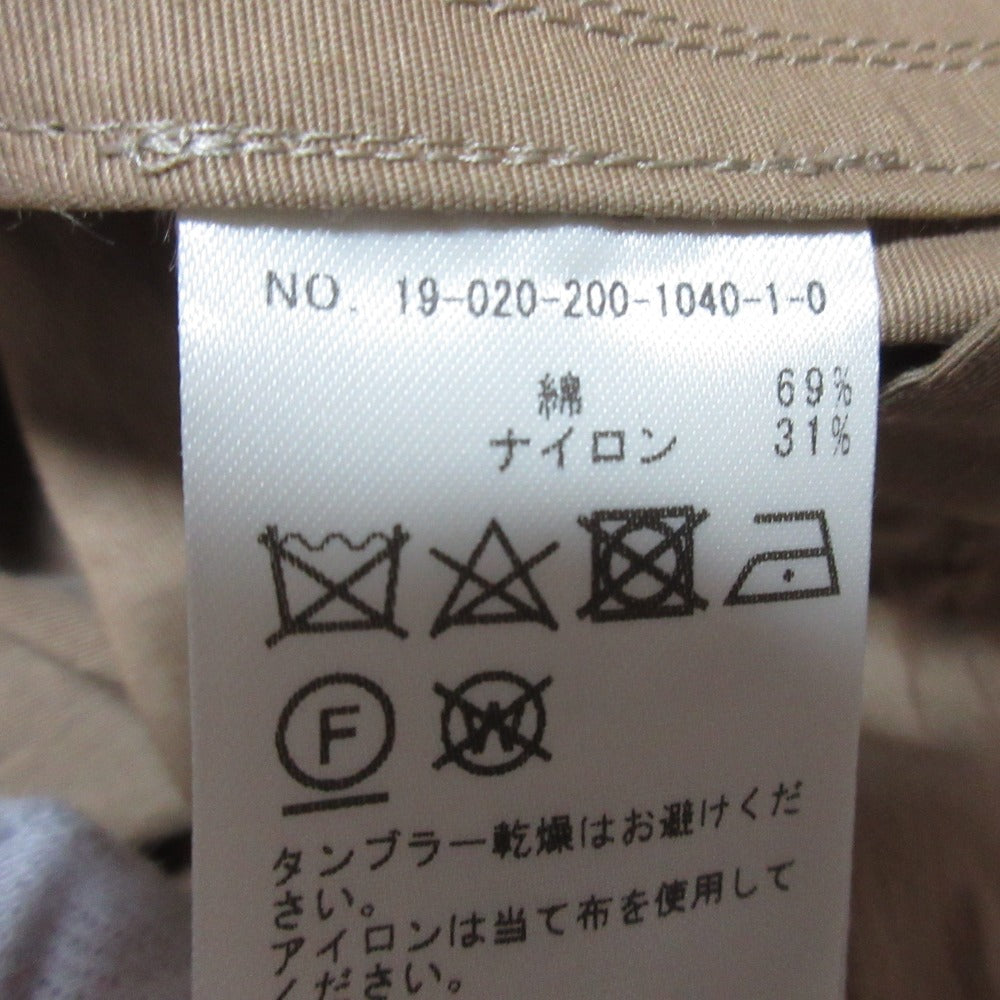 NO. 19-020-200-1040-1-0
綿 69%
ナイロン 31%
F W
タンブラー乾燥はお避けくだ
さい。
アイロンは当て布を使用して
ください。